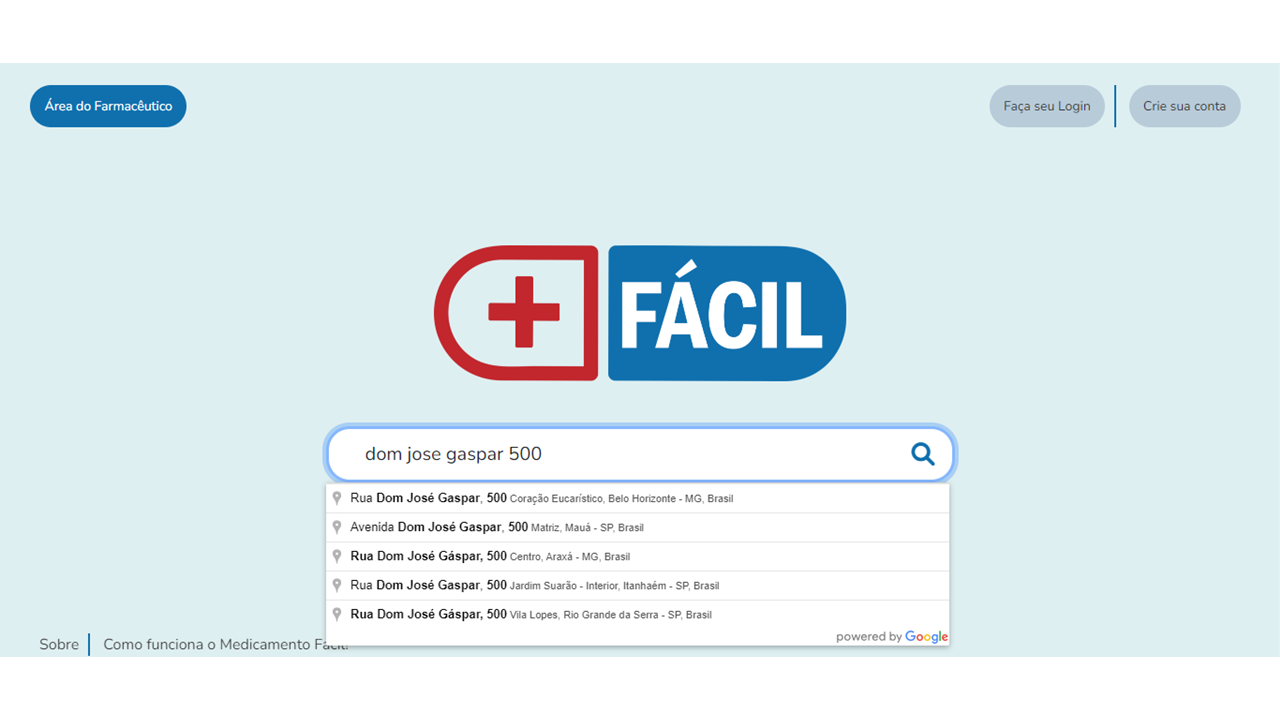 Área do Farmacêutico
Faça seu Login
Crie sua conta
FÁCIL
dom jose gaspar 500
Rua Dom José Gaspar, 500 Coração Eucarístico, Belo Horizonte - MG, Brasil
Avenida Dom José Gaspar, 500 Matriz, Mauá - SP, Brasil
Rua Dom José Gáspar, 500 Centro, Araxá - MG, Brasil
Rua Dom José Gaspar, 500 Jardim Suarão - Interior, Itanhaém - SP, Brasil
Rua Dom José Gáspar, 500 Vila Lopes, Rio Grande da Serra - SP, Brasil
powered by Google
Sobre
Como funciona o Medicamento Fácil?